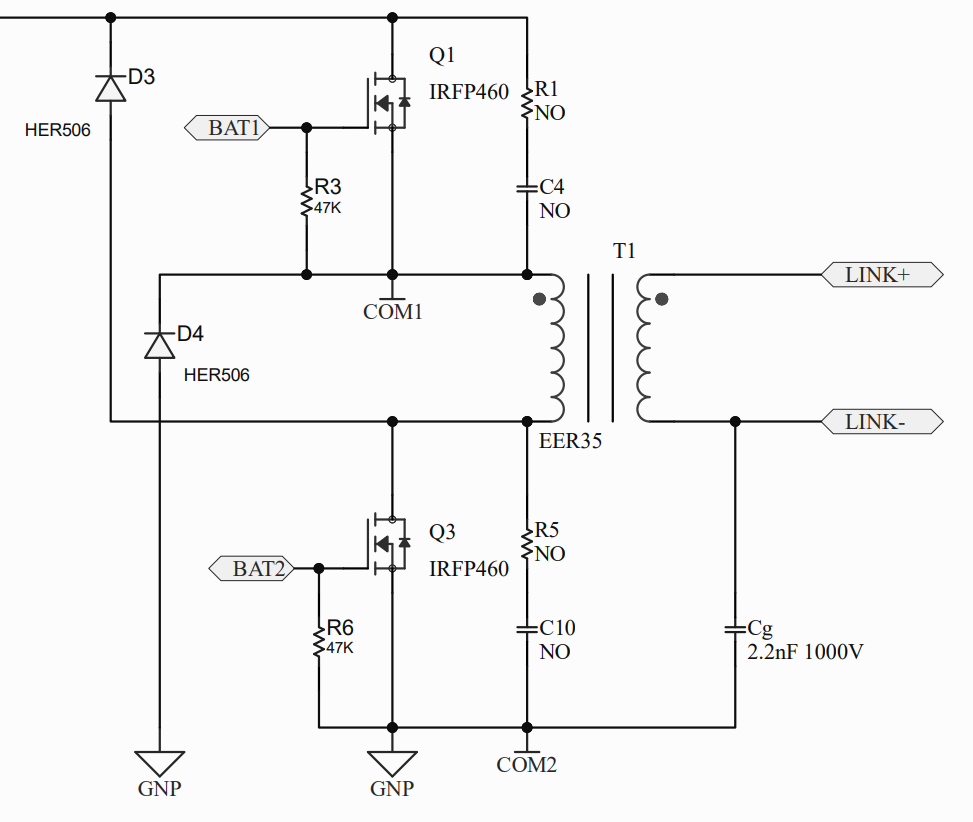 Q1
D3
IRFP460
R1
NO
HER506
BAT1
R3
47K
C4
NO
T1
LINK+
COM1
D4
HER506
LINK-
EER35
Q3
IRFP460
R5
NO
BAT2
R6
47K
C10
NO
Cg
2.2nF 1000V
COM2
GNP
GNP